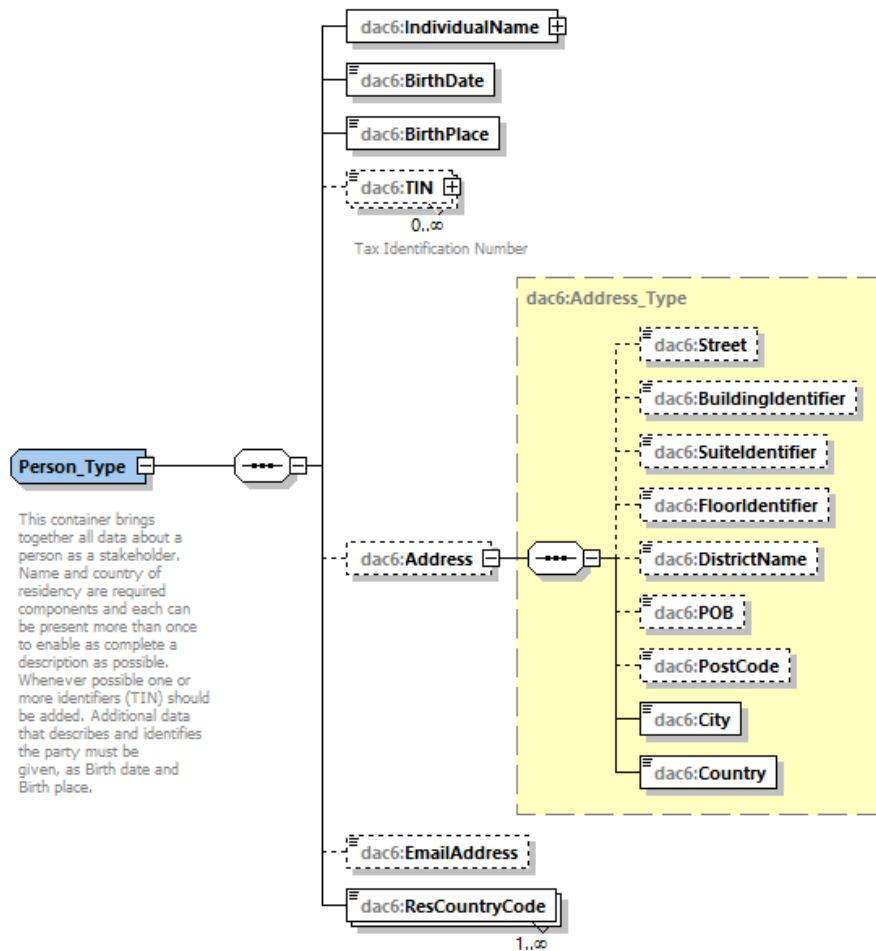 dac6:IndividualName
dac6:BirthDate
dac6:BirthPlace
dac6:TIN
0..∞
Tax Identification Number
dac6:Address_Type
dac6:Street
dac6:BuildingIdentifier
dac6:SuiteIdentifier
dac6:FloorIdentifier
Person_Type
This container brings
together all data about a
person as a stakeholder.
Name and country of
residency are required
components and each can
be present more than once
to enable as complete a
description as possible.
Whenever possible one or
more identifiers (TIN) should
be added. Additional data
that describes and identifies
the party must be
given, as Birth date and
Birth place.
dac6:Address
dac6:DistrictName
dac6:POB
dac6:PostCode
dac6:City
dac6:Country
dac6:EmailAddress
dac6:ResCountryCode
1..∞